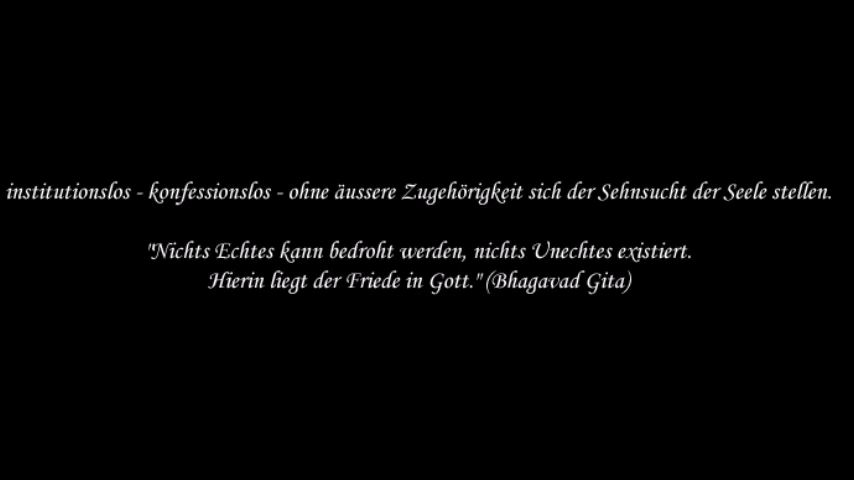 institutionslos - konfessionslos - ohne äussere Zugehörigkeit sich der Sehnsucht der Seele stellen.
"Nichts Echtes kann bedroht werden, nichts Unechtes existiert.
Hierin liegt der Friede in Gott." (Bhagavad Gita)